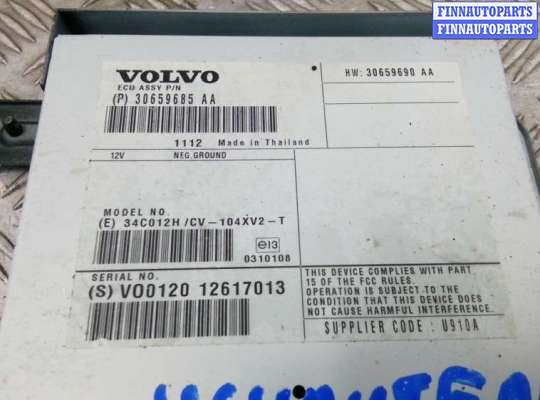 FINNAUTOPARTS
FINNAUTOPARTS
VOLVO
ECU ASSY P/N
(P) 30659685 AA
HW: 30659690 AA
1112 Made in Thailand
12V NEG.GROUND
MODEL NO.
(E) 34C012H/CV-104XV2-T
e13
0310108
SERIAL NO.
(S) VO0120 12617013
THIS DEVICE COMPLIES WITH PART
15 OF THE FCC RULES.
OPERATION IS SUBJECT TO THE
CONDITION THAT THIS DEVICE DOES
NOT CAUSE HARMFUL INTERFERENCE.
SUPPLIER CODE: U910A